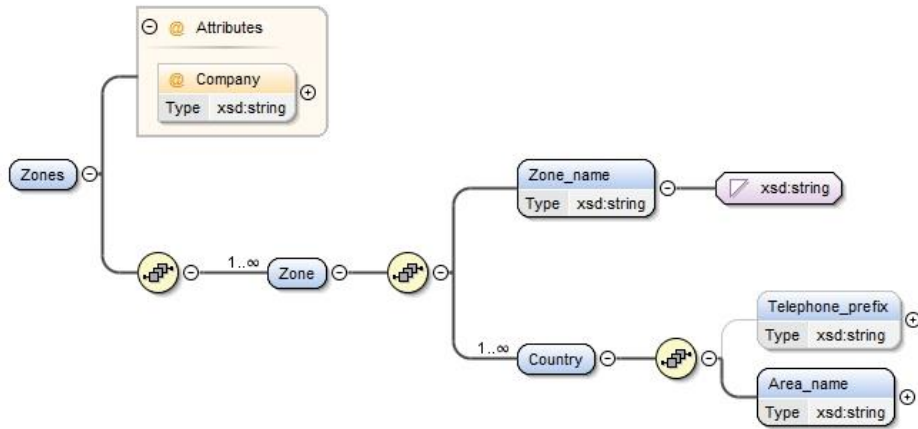 @ Attributes
@ Company
Type xsd:string
Zones
Zone_name
Type xsd:string
xsd:string
1..∞
Zone
Telephone_prefix
Type xsd:string
1..∞
Country
Area_name
Type xsd:string